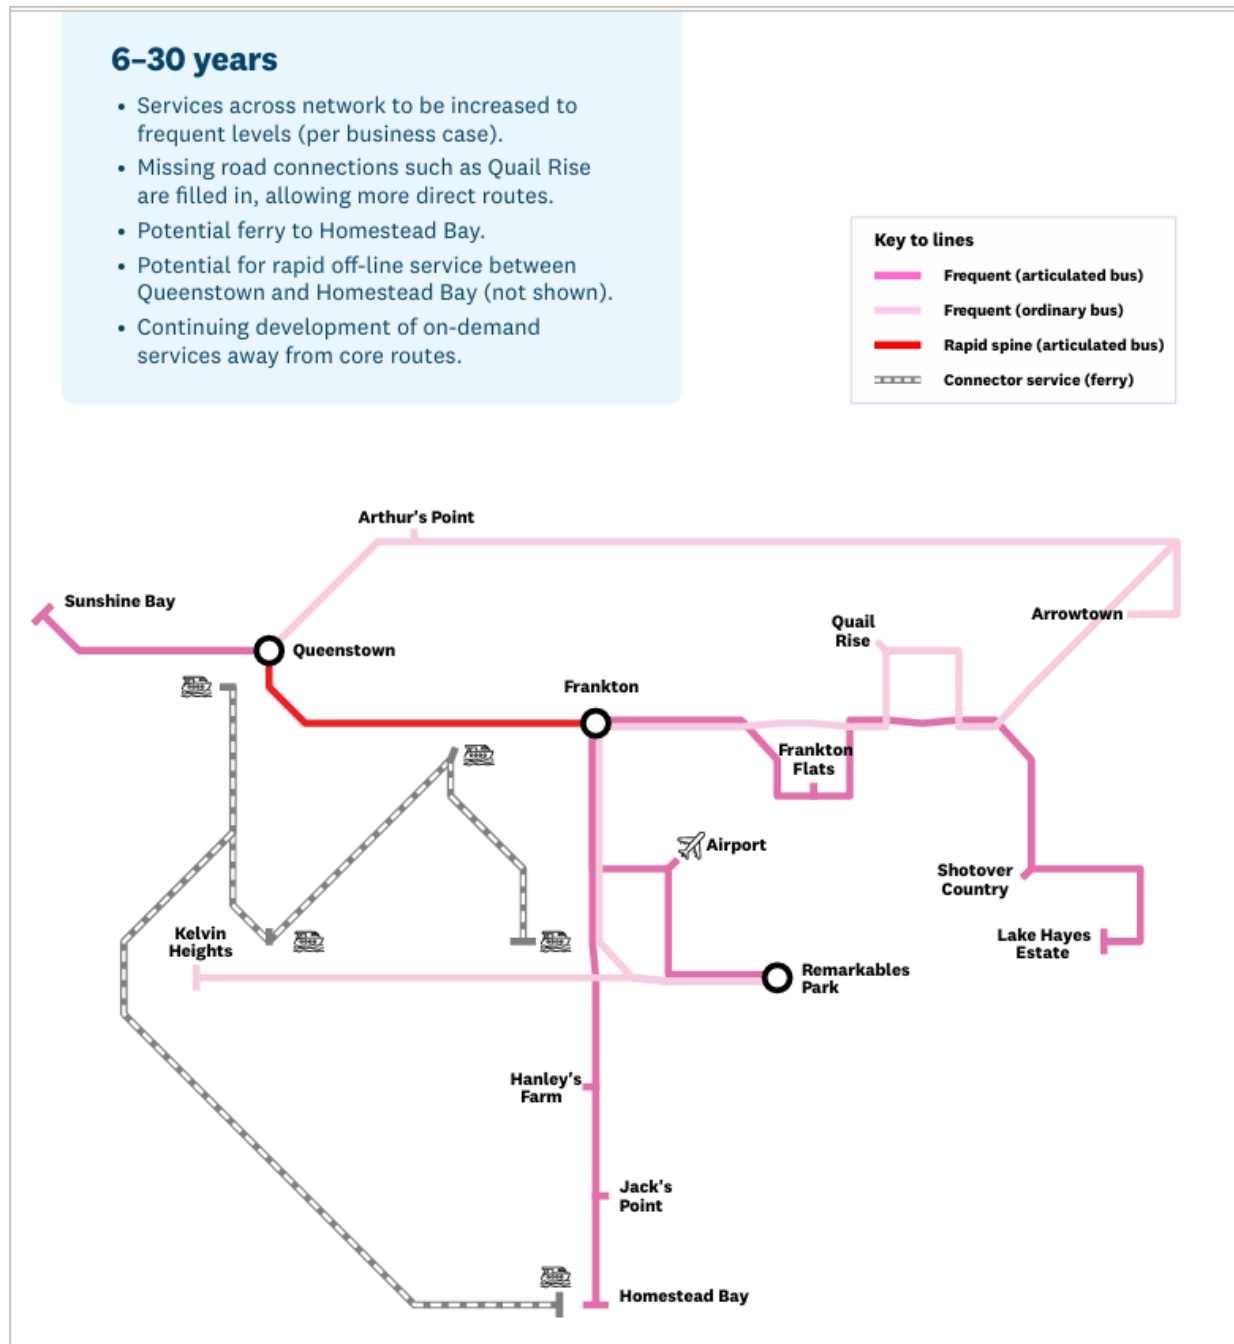 6–30 years
• Services across network to be increased to
frequent levels (per business case).
• Missing road connections such as Quail Rise
are filled in, allowing more direct routes.
• Potential ferry to Homestead Bay.
• Potential for rapid off-line service between
Queenstown and Homestead Bay (not shown).
• Continuing development of on-demand
services away from core routes.
Key to lines
Frequent (articulated bus)
Frequent (ordinary bus)
Rapid spine (articulated bus)
Connector service (ferry)
Arthur's Point
Sunshine Bay
Queenstown
Frankton
Quail
Rise
Arrowtown
Frankton
Flats
Airport
Shotover
Country
Kelvin
Heights
Lake Hayes
Estate
Remarkables
Park
Hanley's
Farm
Jack's
Point
Homestead Bay